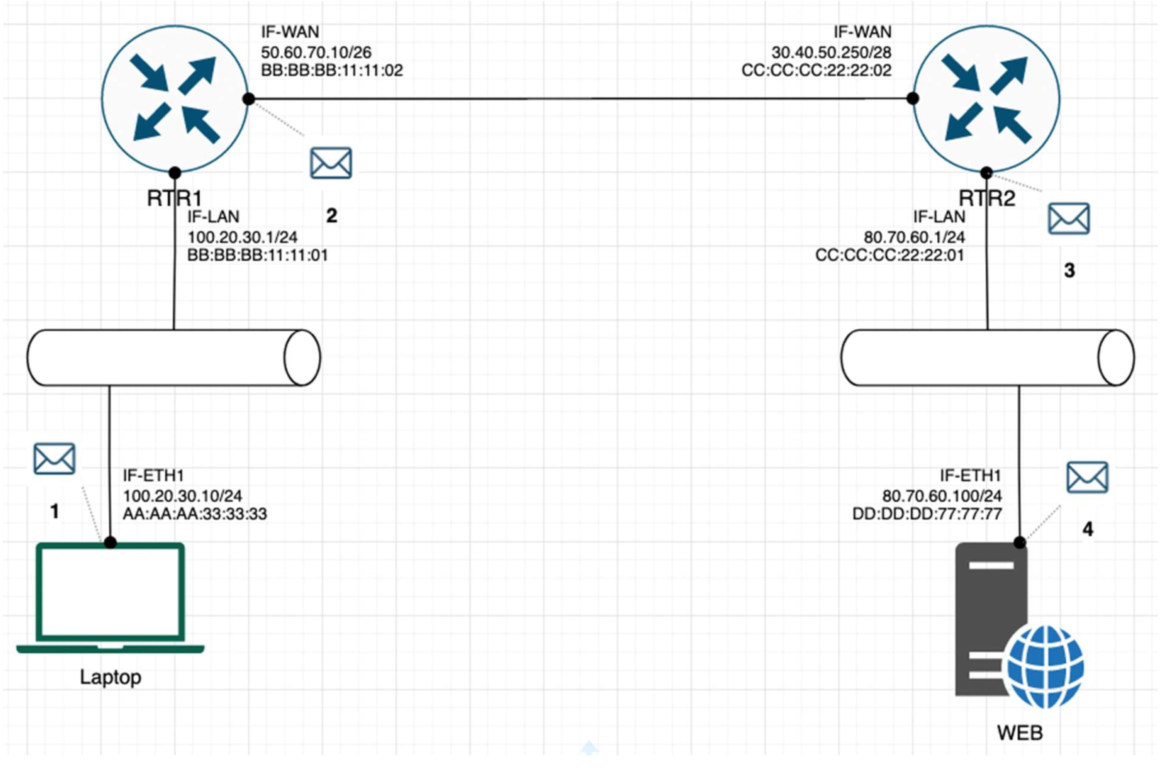 IF-WAN
50.60.70.10/26
BB:BB:BB:11:11:02
IF-WAN
30.40.50.250/28
CC:CC:CC:22:22:02
2
RTR1
IF-LAN
100.20.30.1/24
BB:BB:BB:11:11:01
RTR2
IF-LAN
80.70.60.1/24
CC:CC:CC:22:22:01
3
1
IF-ETH1
100.20.30.10/24
AA:AA:AA:33:33:33
Laptop
IF-ETH1
80.70.60.100/24
DD:DD:DD:77:77:77
4
WEB